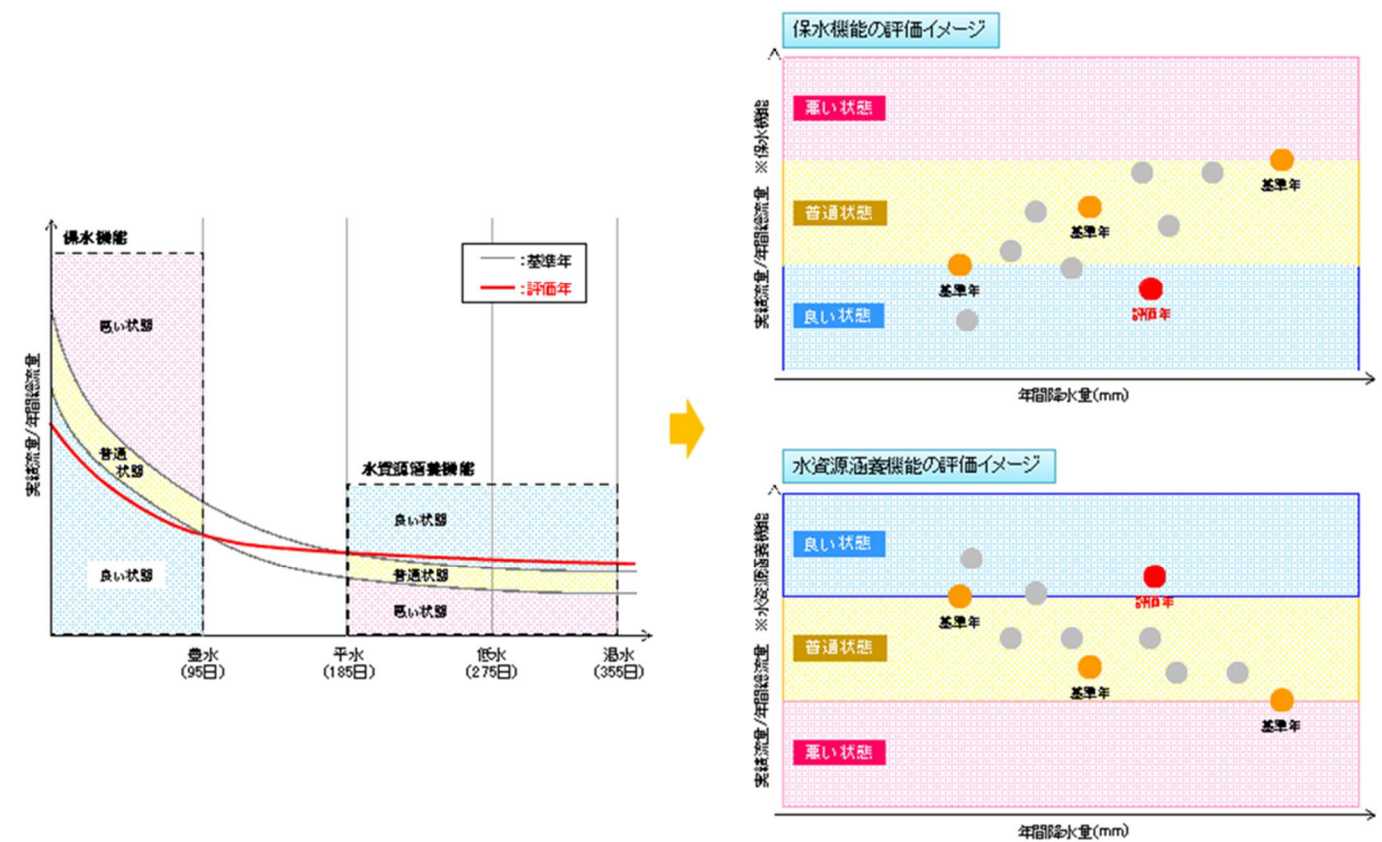 保水機能
悪い状態
普通
状態
良い状態
実績流量/年間総流量
:基準年
:評価年
水資源涵養機能
良い状態
普通状態
悪い状態
豊水
(95日)
平水
(185日)
低水
(275日)
渇水
(355日)
保水機能の評価イメージ
実績流量/年間総流量 ※保水機能
悪い状態
普通状態
良い状態
基準年
基準年
基準年
評価年
年間降水量(mm)
水資源涵養機能の評価イメージ
実績流量/年間総流量 ※水資源涵養機能
良い状態
普通状態
悪い状態
評価年
基準年
基準年
基準年
年間降水量(mm)